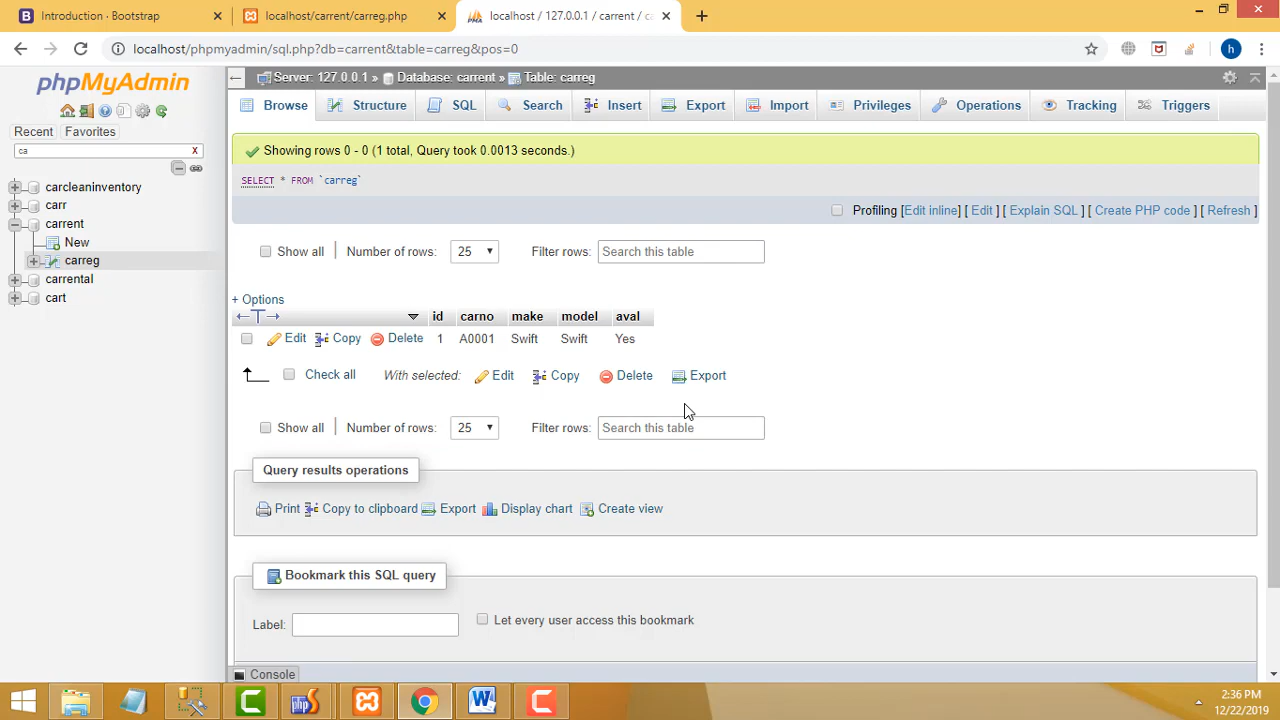 Introduction · Bootstrap
localhost/carrent/carreg.php
localhost / 127.0.0.1 / carrent / ca
localhost/phpmyadmin/sql.php?db=carrent&table=carreg&pos=0
h
phpMyAdmin
Recent Favorites
ca X
carcleaninventory
carr
carrent
New
carreg
carrental
cart
Server: 127.0.0.1 » Database: carrent » Table: carreg
Browse Structure SQL Search Insert Export Import Privileges Operations Tracking Triggers
Showing rows 0 - 0 (1 total, Query took 0.0013 seconds.)
SELECT * FROM `carreg`
Profiling [Edit inline] [ Edit ] [ Explain SQL ] [ Create PHP code ] [ Refresh ]
Show all Number of rows: 25 Filter rows: Search this table
+ Options
id carno make model aval
Edit Copy Delete 1 A0001 Swift Swift Yes
Check all With selected: Edit Copy Delete Export
Show all Number of rows: 25 Filter rows: Search this table
Query results operations
Print Copy to clipboard Export Display chart Create view
Bookmark this SQL query
Label: Let every user access this bookmark
Console
2:36 PM
12/22/2019